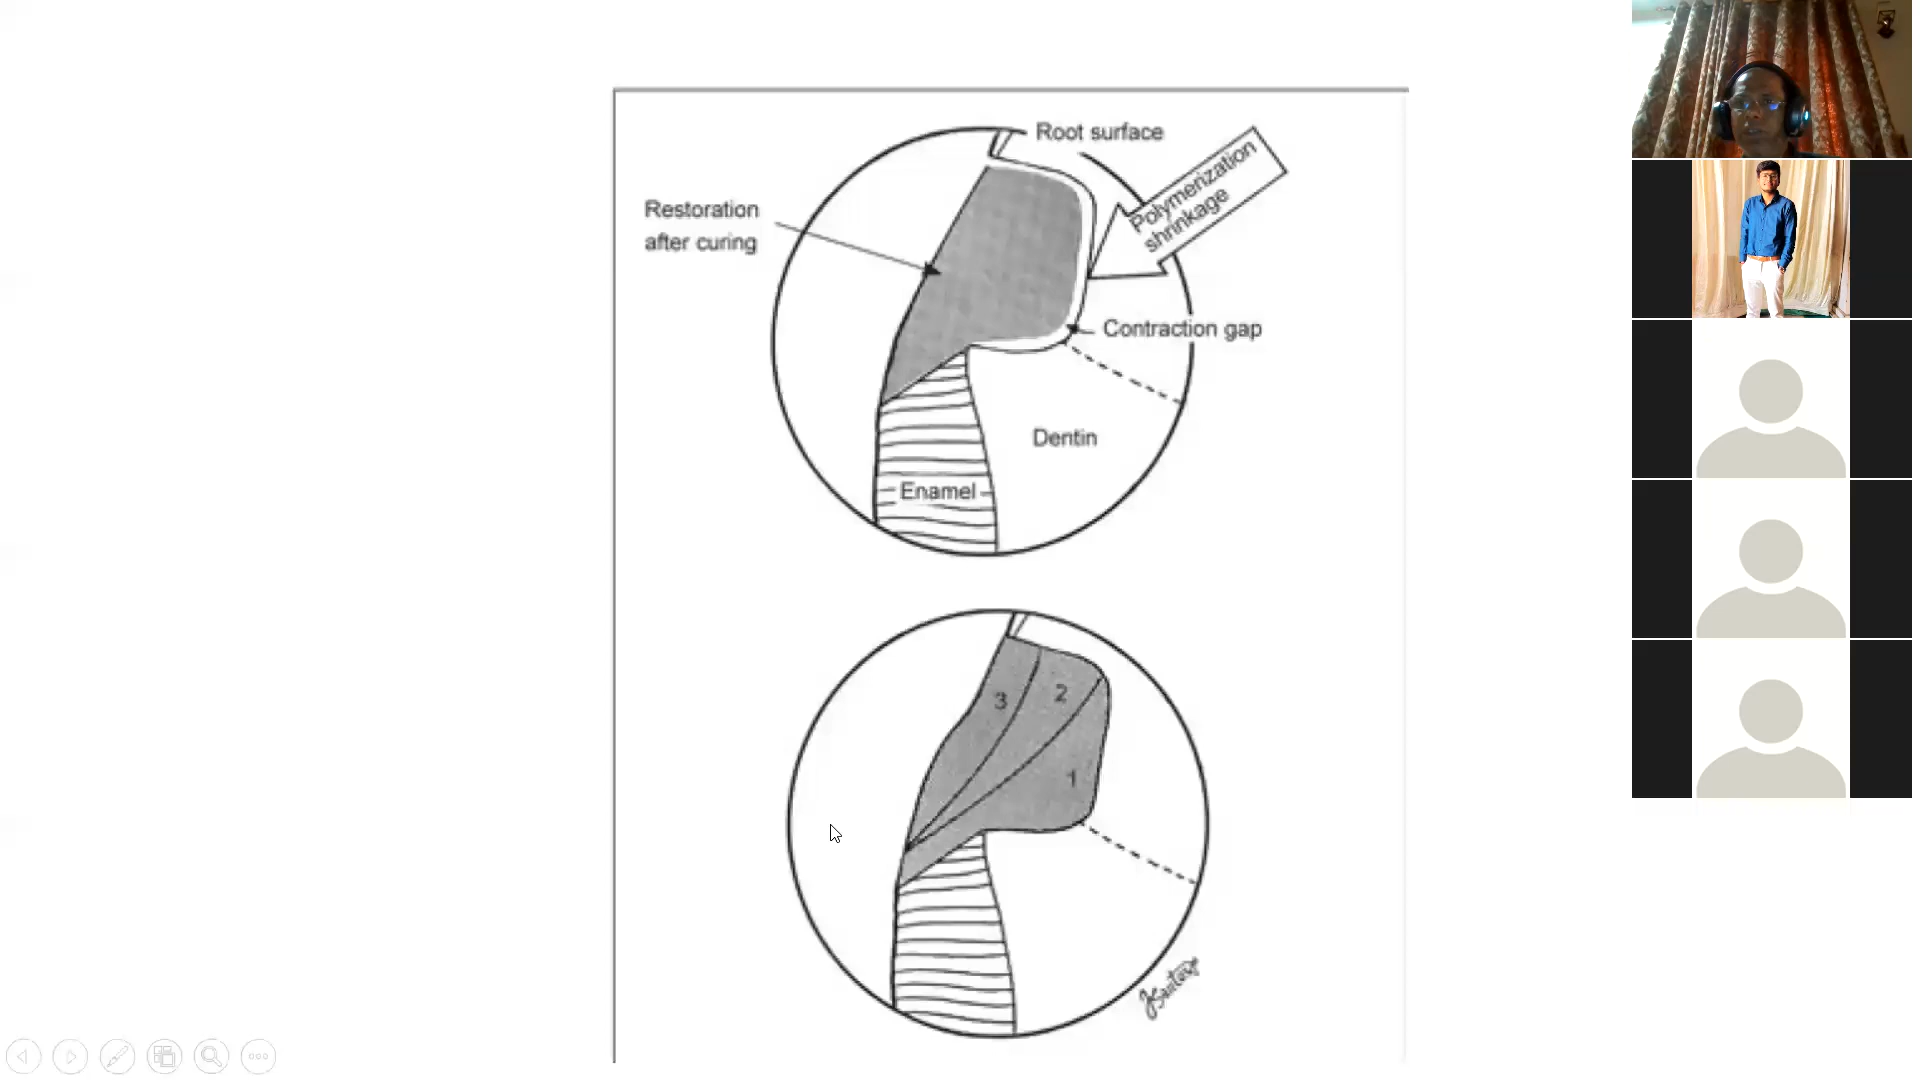 Root surface
Polymerization
shrinkage
Restoration
after curing
Contraction gap
Dentin
Enamel
3
2
1